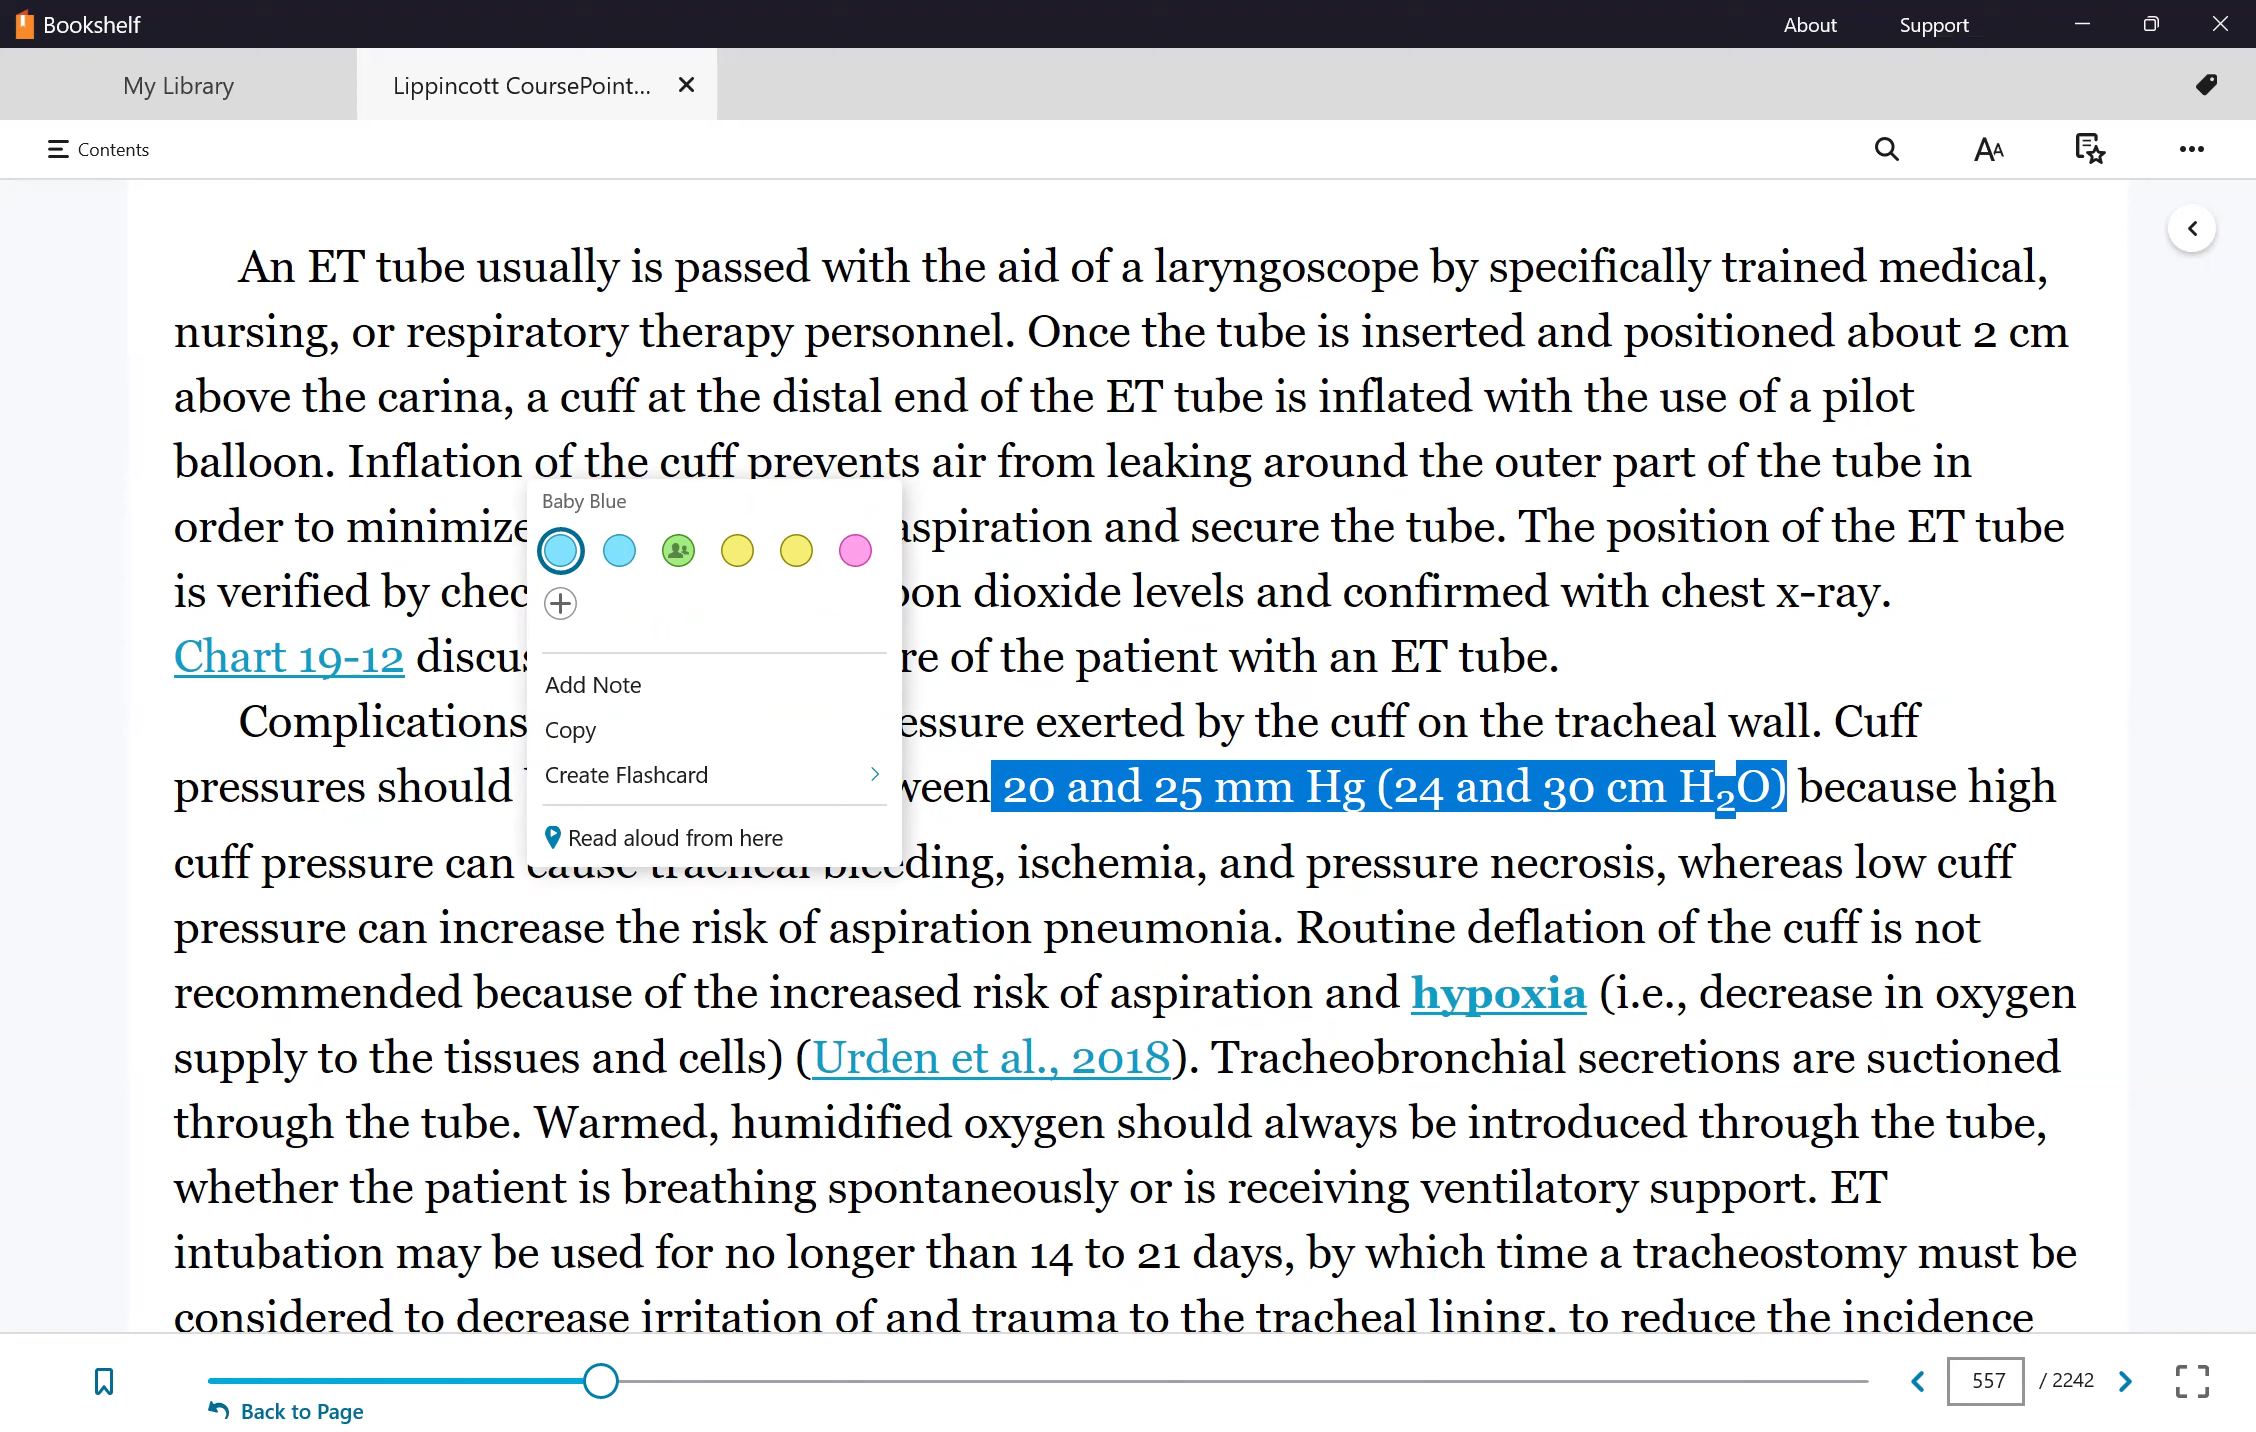 Bookshelf
About Support
My Library
Lippincott CoursePoint...
Contents
An ET tube usually is passed with the aid of a laryngoscope by specifically trained medical,
nursing, or respiratory therapy personnel. Once the tube is inserted and positioned about 2 cm
above the carina, a cuff at the distal end of the ET tube is inflated with the use of a pilot
balloon. Inflation of the cuff prevents air from leaking around the outer part of the tube in
order to minimize aspiration and secure the tube. The position of the ET tube
is verified by dioxide levels and confirmed with chest x-ray.
Chart 19-12 of the patient with an ET tube.
Complications exerted by the cuff on the tracheal wall. Cuff
pressures should 20 and 25 mm Hg (24 and 30 cm H₂O) because high
cuff pressure can cause tracheal bleeding, ischemia, and pressure necrosis, whereas low cuff
pressure can increase the risk of aspiration pneumonia. Routine deflation of the cuff is not
recommended because of the increased risk of aspiration and hypoxia (i.e., decrease in oxygen
supply to the tissues and cells) (Urden et al., 2018). Tracheobronchial secretions are suctioned
through the tube. Warmed, humidified oxygen should always be introduced through the tube,
whether the patient is breathing spontaneously or is receiving ventilatory support. ET
intubation may be used for no longer than 14 to 21 days, by which time a tracheostomy must be
considered to decrease irritation of and trauma to the tracheal lining, to reduce the incidence
Baby Blue
Add Note
Copy
Create Flashcard
Read aloud from here
Back to Page
557 / 2242